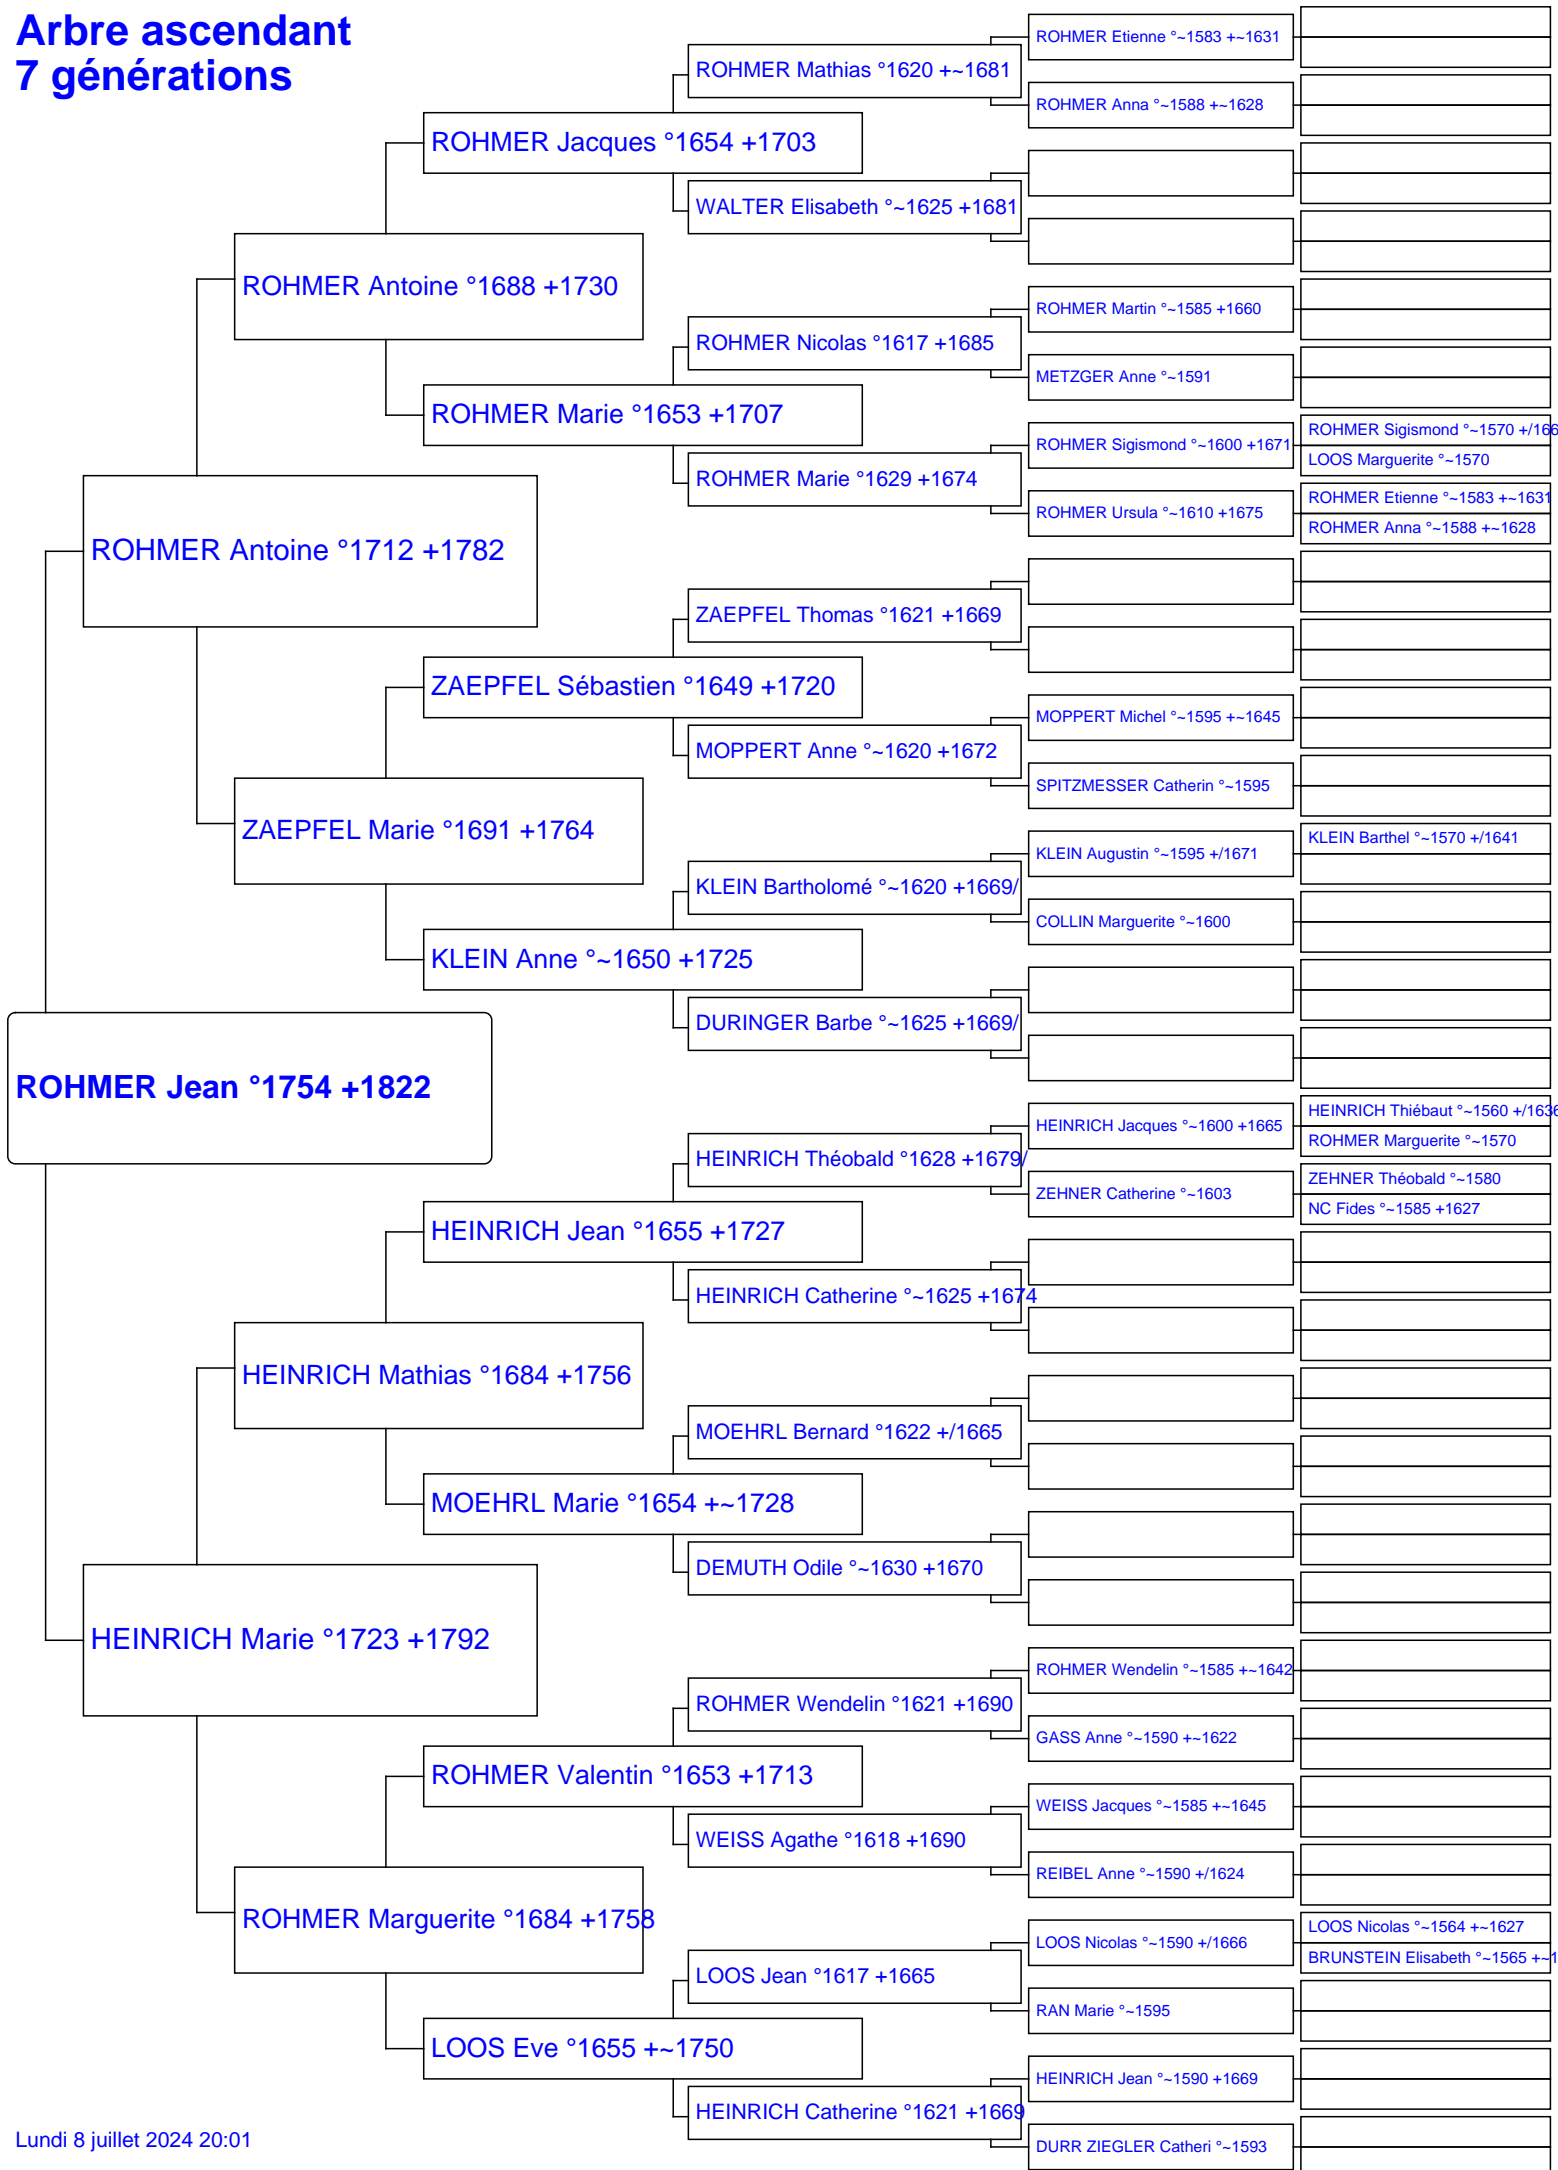 Arbre ascendant
7 générations
ROHMER Etienne °~1583 +~1631
ROHMER Mathias °1620 +~1681
ROHMER Anna °~1588 +~1628
ROHMER Jacques °1654 +1703
WALTER Elisabeth °~1625 +1681
ROHMER Antoine °1688 +1730
ROHMER Martin °~1585 +1660
ROHMER Nicolas °1617 +1685
METZGER Anne °~1591
ROHMER Marie °1653 +1707
ROHMER Sigismond °~1570 +/166
ROHMER Sigismond °~1600 +1671
LOOS Marguerite °~1570
ROHMER Marie °1629 +1674
ROHMER Etienne °~1583 +~1631
ROHMER Ursula °~1610 +1675
ROHMER Anna °~1588 +~1628
ROHMER Antoine °1712 +1782
ZAEPFEL Thomas °1621 +1669
ZAEPFEL Sébastien °1649 +1720
MOPPERT Michel °~1595 +~1645
MOPPERT Anne °~1620 +1672
SPITZMESSER Catherin °~1595
ZAEPFEL Marie °1691 +1764
KLEIN Barthel °~1570 +/1641
KLEIN Augustin °~1595 +/1671
KLEIN Bartholomé °~1620 +1669/
COLLIN Marguerite °~1600
KLEIN Anne °~1650 +1725
DURINGER Barbe °~1625 +1669/
ROHMER Jean °1754 +1822
HEINRICH Thiébaut °~1560 +/1636
HEINRICH Jacques °~1600 +1665
ROHMER Marguerite °~1570
HEINRICH Théobald °1628 +1679/
ZEHNER Théobald °~1580
ZEHNER Catherine °~1603
NC Fides °~1585 +1627
HEINRICH Jean °1655 +1727
HEINRICH Catherine °~1625 +1674
HEINRICH Mathias °1684 +1756
MOEHRL Bernard °1622 +/1665
MOEHRL Marie °1654 +~1728
DEMUTH Odile °~1630 +1670
HEINRICH Marie °1723 +1792
ROHMER Wendelin °~1585 +~1642
ROHMER Wendelin °1621 +1690
GASS Anne °~1590 +~1622
ROHMER Valentin °1653 +1713
WEISS Jacques °~1585 +~1645
WEISS Agathe °1618 +1690
REIBEL Anne °~1590 +/1624
ROHMER Marguerite °1684 +1758
LOOS Nicolas °~1564 +~1627
LOOS Nicolas °~1590 +/1666
BRUNSTEIN Elisabeth °~1565 +~1
LOOS Jean °1617 +1665
RAN Marie °~1595
LOOS Eve °1655 +~1750
HEINRICH Jean °~1590 +1669
HEINRICH Catherine °1621 +1669
DURR ZIEGLER Catheri °~1593
Lundi 8 juillet 2024 20:01